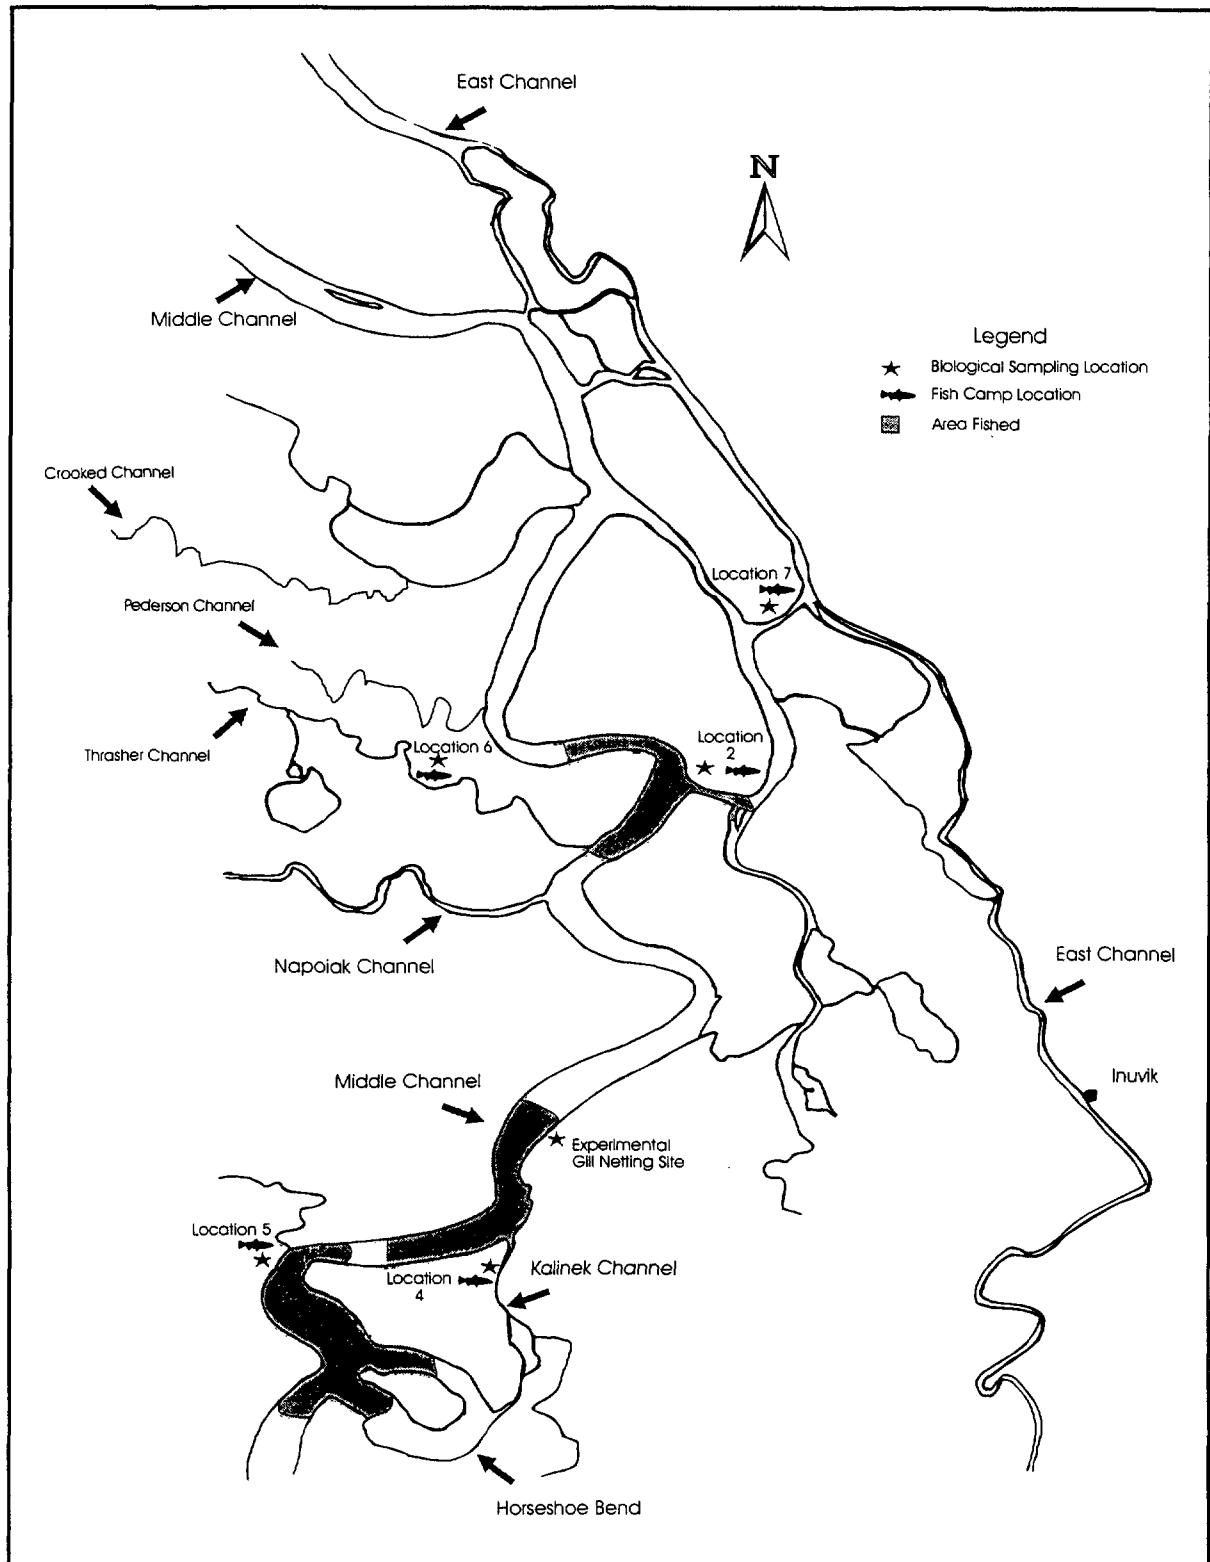 East Channel
N
Middle Channel
Legend
Biological Sampling Location
Fish Camp Location
Area Fished
Crooked Channel
Location 7
Pederson Channel
Thrasher Channel
Location 6
Location
2
Napoiak Channel
East Channel
Middle Channel
Inuvik
Experimental
Gill Netting Site
Location 5
Location
4
Kalinek Channel
Horseshoe Bend